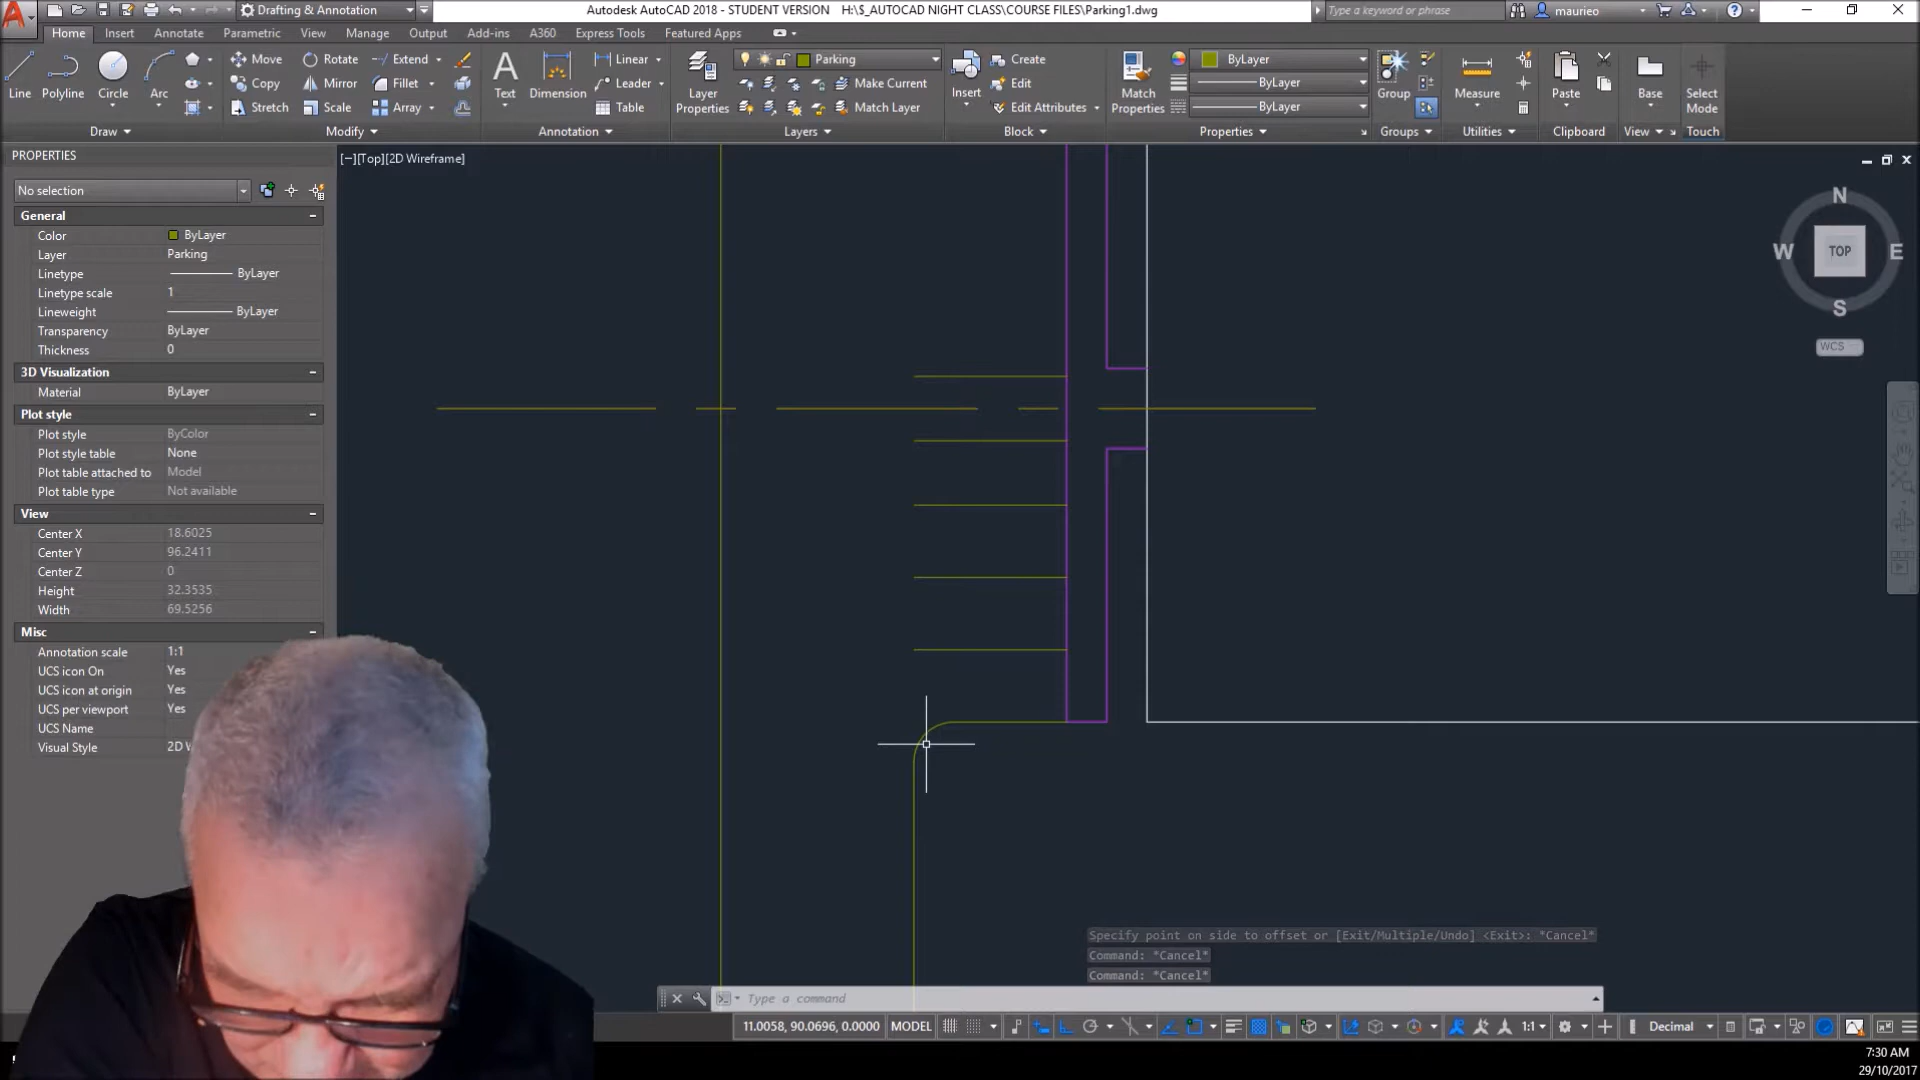 Drafting & Annotation
Autodesk AutoCAD 2018 - STUDENT VERSION H:\$_AUTOCAD NIGHT CLASS\COURSE FILES\Parking1.dwg
Type a keyword or phrase
maurieo
Home Insert Annotate Parametric View Manage Output Add-ins A360 Express Tools Featured Apps
Line Polyline Circle Arc
Move Rotate Extend
Copy Mirror Fillet
Stretch Scale Array
Text Dimension
Linear
Leader
Table
Layer Properties
Parking
Make Current
Match Layer
Insert
Create
Edit
Edit Attributes
Match Properties
ByLayer
ByLayer
ByLayer
Group
Measure
Paste
Base
Select Mode
Draw Modify Annotation Layers Block Properties Groups Utilities Clipboard View Touch
PROPERTIES
[−][Top][2D Wireframe]
No selection
General
Color ByLayer
Layer Parking
Linetype ByLayer
Linetype scale 1
Lineweight ByLayer
Transparency ByLayer
Thickness 0
3D Visualization
Material ByLayer
Plot style
Plot style ByColor
Plot style table None
Plot table attached to Model
Plot table type Not available
View
Center X 18.6025
Center Y 96.2411
Center Z 0
Height 32.3535
Width 69.5256
Misc
Annotation scale 1:1
UCS icon On Yes
UCS icon at origin Yes
UCS per viewport Yes
UCS Name
Visual Style 2D
N
W TOP E
S
WCS
Specify point on side to offset or [Exit/Multiple/Undo] <Exit>: *Cancel*
Command: *Cancel*
Command: *Cancel*
Type a command
11.0058, 90.0696, 0.0000 MODEL
1:1
Decimal
7:30 AM
29/10/2017